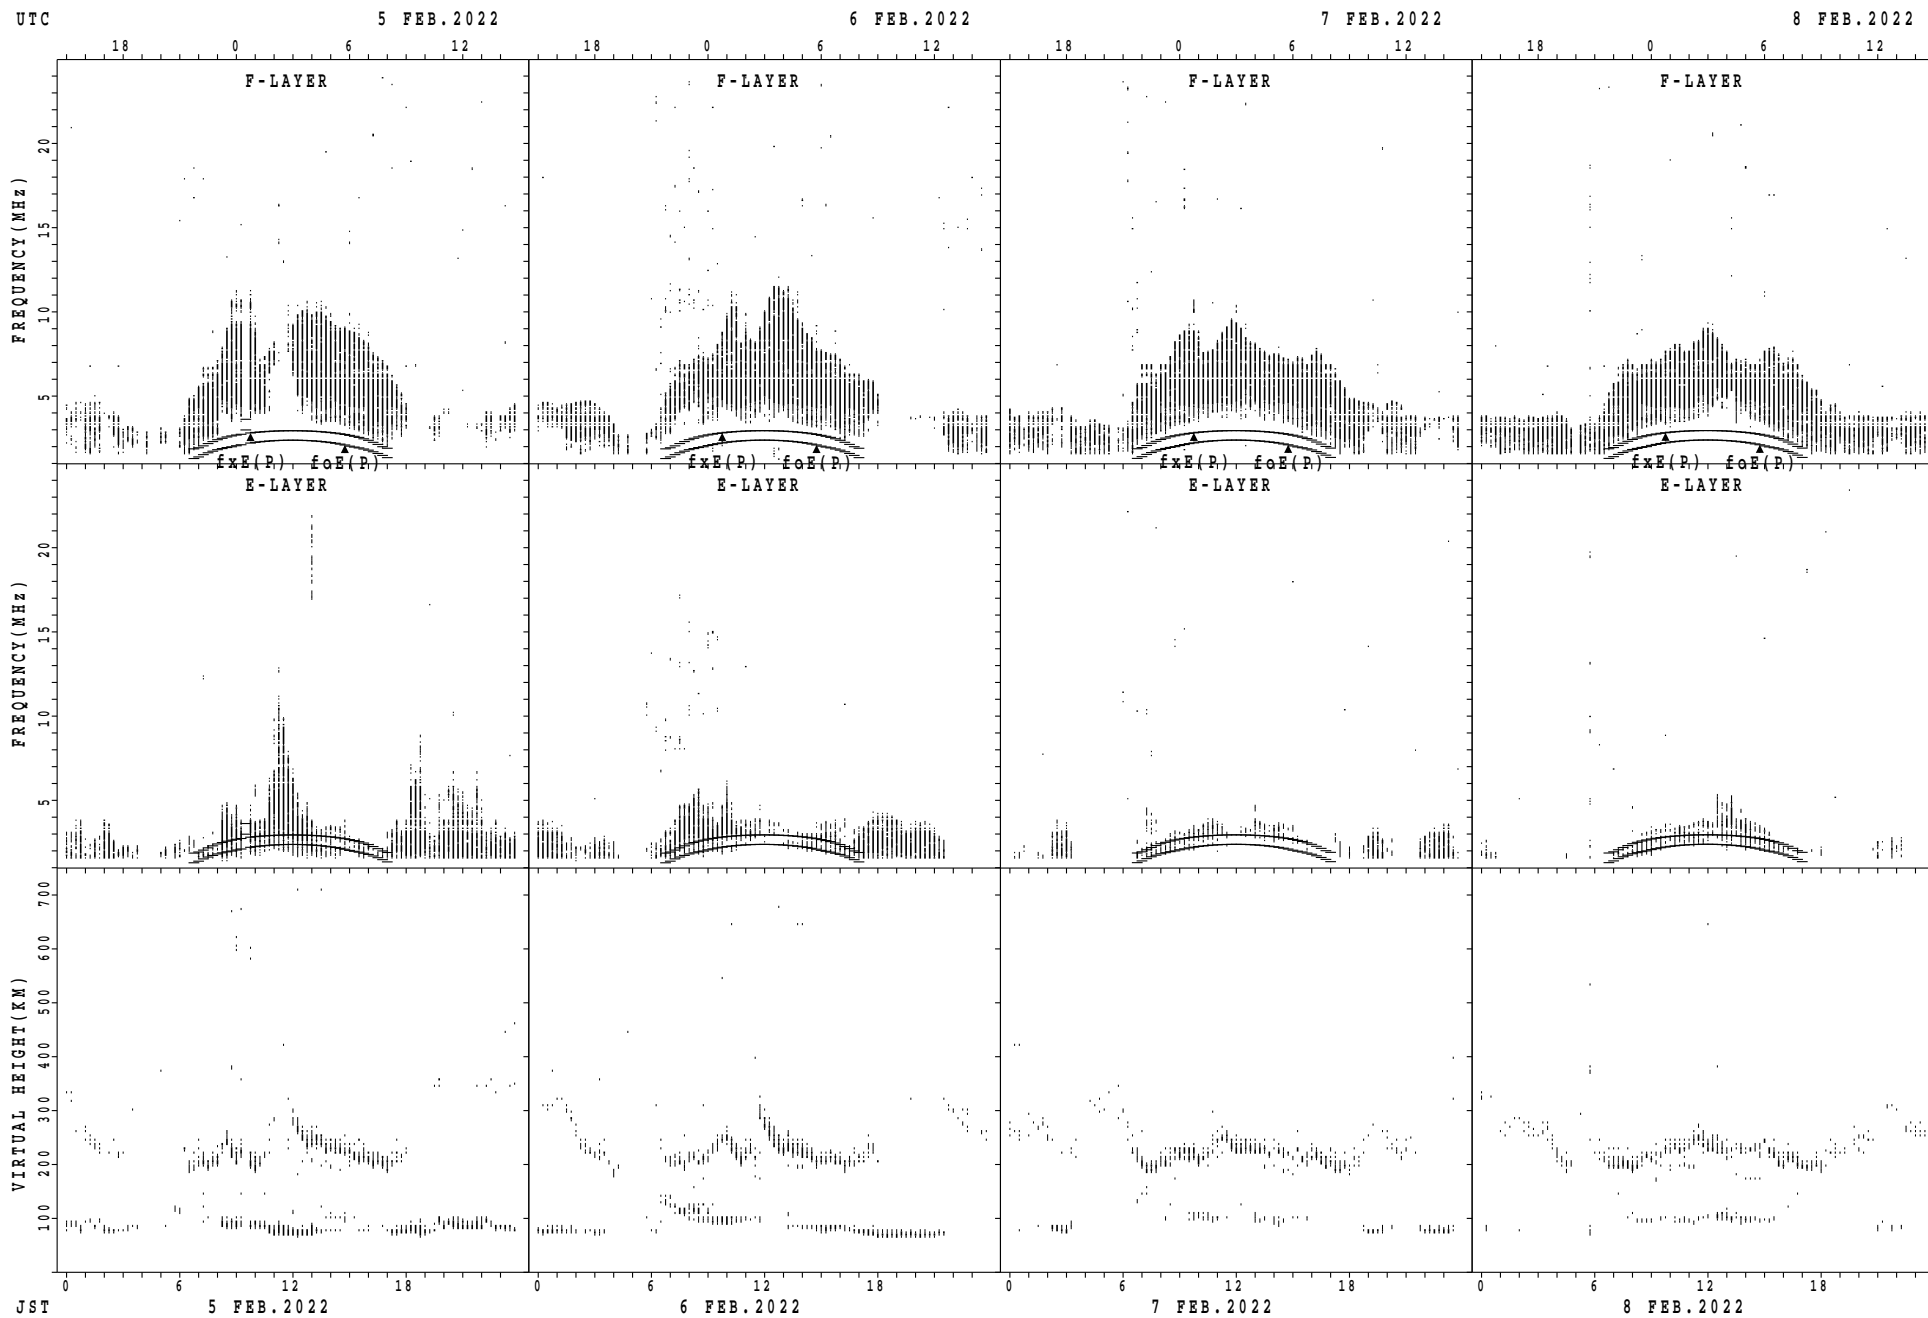 UTC 5 FEB.2022 6 FEB.2022 7 FEB.2022 8 FEB.2022
18 0 6 12 18 0 6 12 18 0 6 12 18 0 6 12
F-LAYER F-LAYER F-LAYER F-LAYER
FREQUENCY(MHz)
20
15
10
5
fxE(P) foE(P) fxE(P) foE(P) fxE(P) foE(P) fxE(P) foE(P)
E-LAYER E-LAYER E-LAYER E-LAYER
FREQUENCY(MHz)
20
15
10
5
VIRTUAL HEIGHT(KM)
700
600
500
400
300
200
100
0 6 12 18 0 6 12 18 0 6 12 18 0 6 12 18
JST 5 FEB.2022 6 FEB.2022 7 FEB.2022 8 FEB.2022